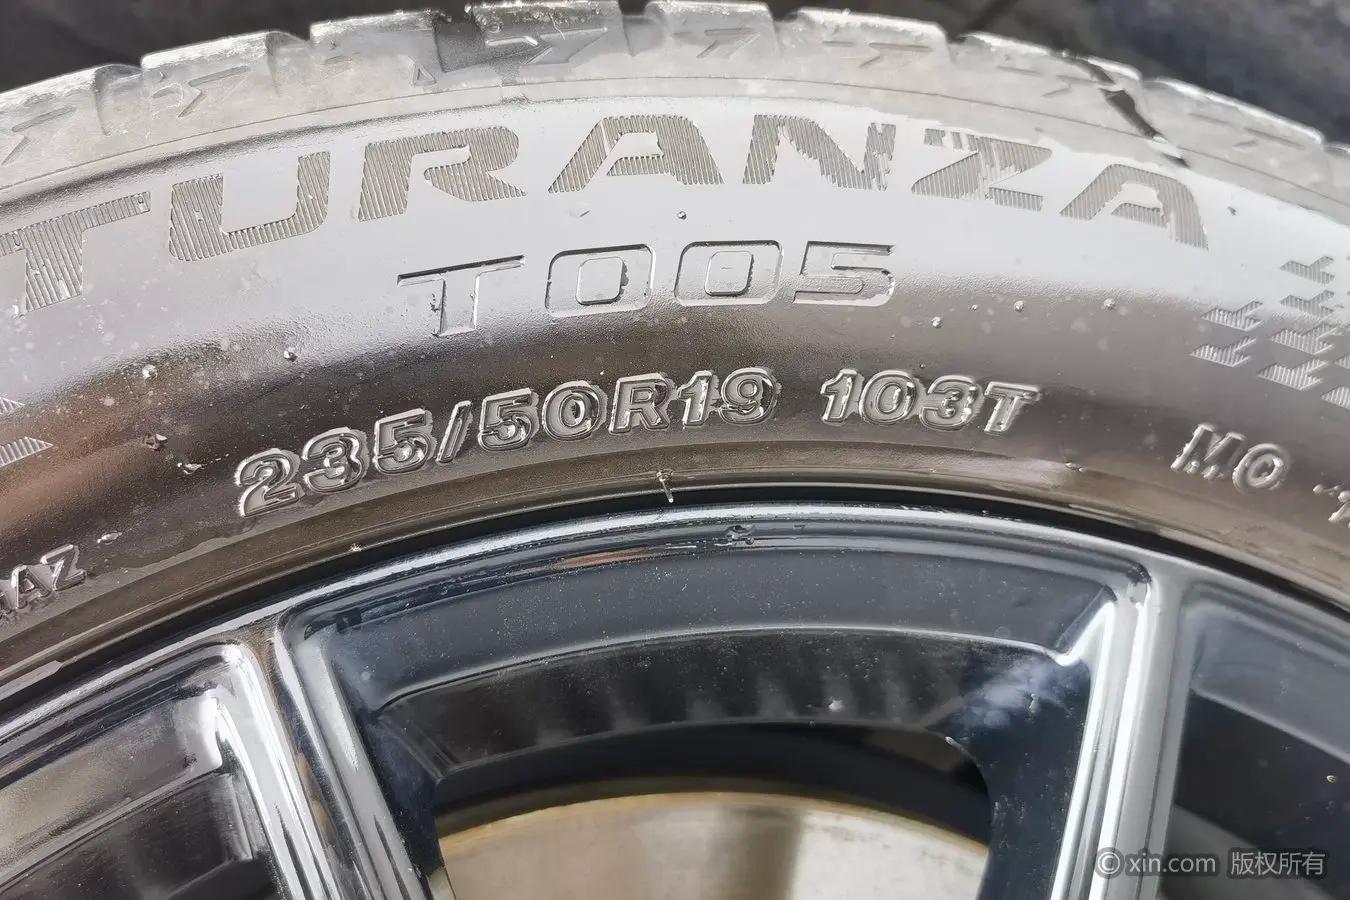 TURANZA
T005
235/50R19 103T
MO
© xin.com 版权所有